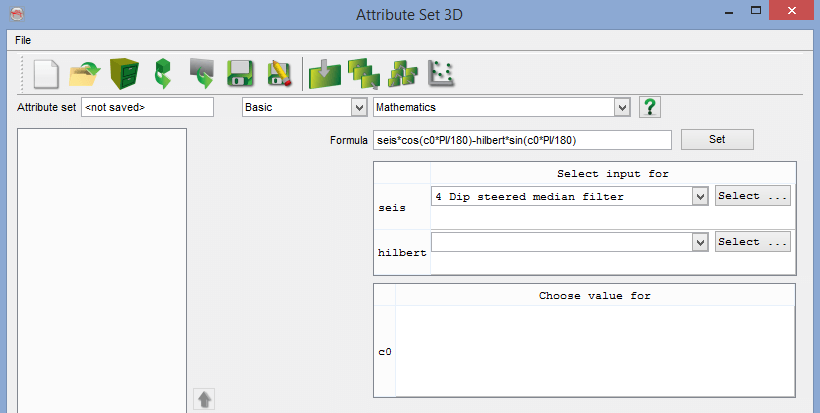 Attribute Set 3D
File
Attribute set <not saved> Basic Mathematics ?
Formula seis*cos(c0*PI/180)-hilbert*sin(c0*PI/180) Set
Select input for
seis 4 Dip steered median filter Select ...
hilbert Select ...
Choose value for
c0